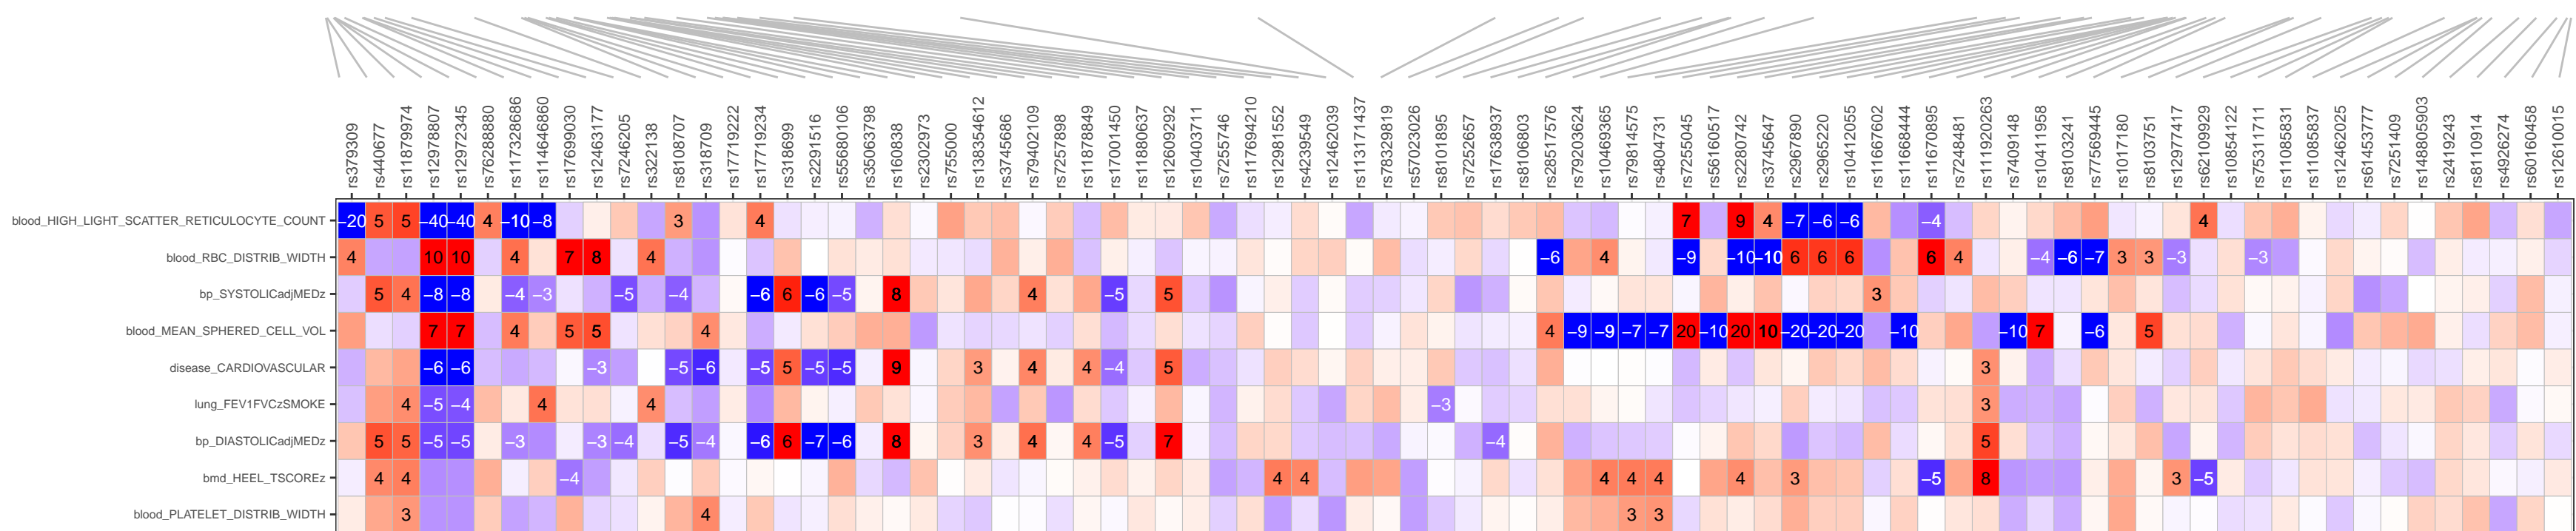 rs379309
rs4406777
rs11879974
rs12978807
rs12972345
rs76288880
rs117328686
rs114646860
rs17699030
rs12463177
rs7246205
rs322138
rs8108707
rs318709
rs17719222
rs17719234
rs318699
rs2291516
rs55680106
rs35063798
rs160838
rs2302973
rs755000
rs138354612
rs3745686
rs79402109
rs7257898
rs11878849
rs17001450
rs11880637
rs12609292
rs10403711
rs7255746
rs117694210
rs12981552
rs4239549
rs12462039
rs113171437
rs78329819
rs57023026
rs8101895
rs7252657
rs17638937
rs8106803
rs28517576
rs79203624
rs10469365
rs79814575
rs4804731
rs7255045
rs56160517
rs2280742
rs3745647
rs2967890
rs2965220
rs10412055
rs11667602
rs11668444
rs11670895
rs7248481
rs111920263
rs7409148
rs10411958
rs8103241
rs77569445
rs1017180
rs8103751
rs12977417
rs62109929
rs10854122
rs75311711
rs11085831
rs11085837
rs12462025
rs61453777
rs7251409
rs148805903
rs2419243
rs8110914
rs4926274
rs60160458
rs12610015
blood_HIGH_LIGHT_SCATTER_RETICULOCYTE_COUNT −20 5 5 −40 −40 4 −10 −8 3 4 7 9 4 −7 −6 −6 −4 4
blood_RBC_DISTRIB_WIDTH 4 10 10 4 7 8 4 −6 4 −9 −10 −10 6 6 6 6 4 −4 −6 −7 3 3 −3 −3
bp_SYSTOLICadjMEDz 5 4 −8 −8 −4 −3 −5 −4 −6 6 −6 −5 8 4 −5 5 3
blood_MEAN_SPHERED_CELL_VOL 7 7 4 5 5 4 4 −9 −9 −7 −7 20 −10 20 10 −20 −20 −20 −10 −10 7 −6 5
disease_CARDIOVASCULAR −6 −6 −3 −5 −6 −5 5 −5 −5 9 3 4 4 −4 5 3
lung_FEV1FVCzSMOKE 4 −5 −4 4 4 −3 3
bp_DIASTOLICadjMEDz 5 5 −5 −5 −3 −3 −4 −5 −4 −6 6 −7 −6 8 3 4 4 −5 7 −4 5
bmd_HEEL_TSCOREz 4 4 −4 4 4 4 4 4 4 3 −5 8 3 −5
blood_PLATELET_DISTRIB_WIDTH 3 4 3 3